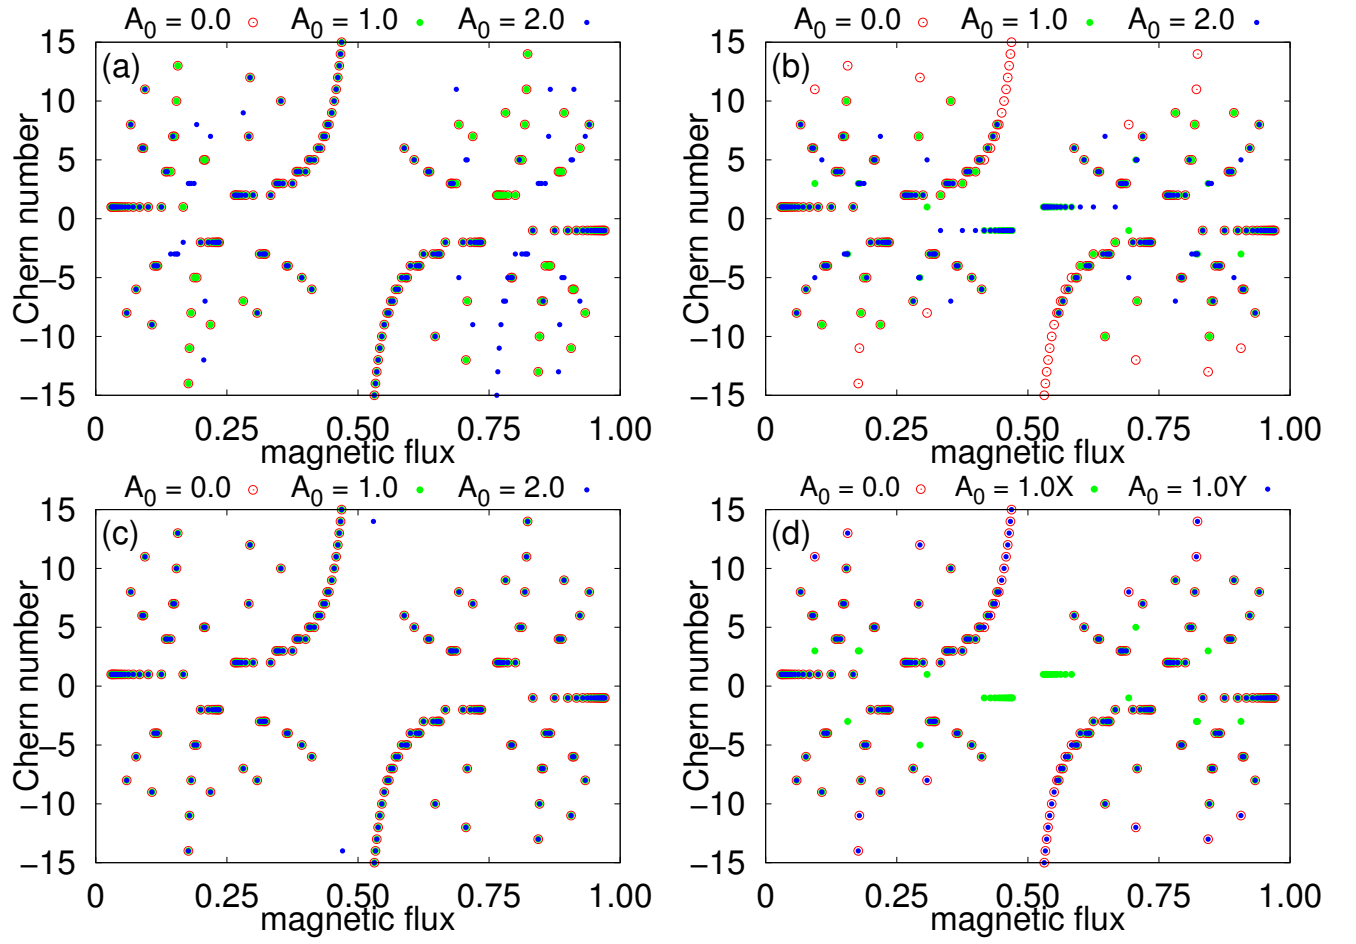 A0 = 0.0 A0 = 1.0 A0 = 2.0
(a)
Chern number
15
10
5
0
−5
−10
−15
0 0.25 0.50 0.75 1.00
magnetic flux
A0 = 0.0 A0 = 1.0 A0 = 2.0
(b)
Chern number
15
10
5
0
−5
−10
−15
0 0.25 0.50 0.75 1.00
magnetic flux
A0 = 0.0 A0 = 1.0 A0 = 2.0
(c)
Chern number
15
10
5
0
−5
−10
−15
0 0.25 0.50 0.75 1.00
magnetic flux
A0 = 0.0 A0 = 1.0X A0 = 1.0Y
(d)
Chern number
15
10
5
0
−5
−10
−15
0 0.25 0.50 0.75 1.00
magnetic flux